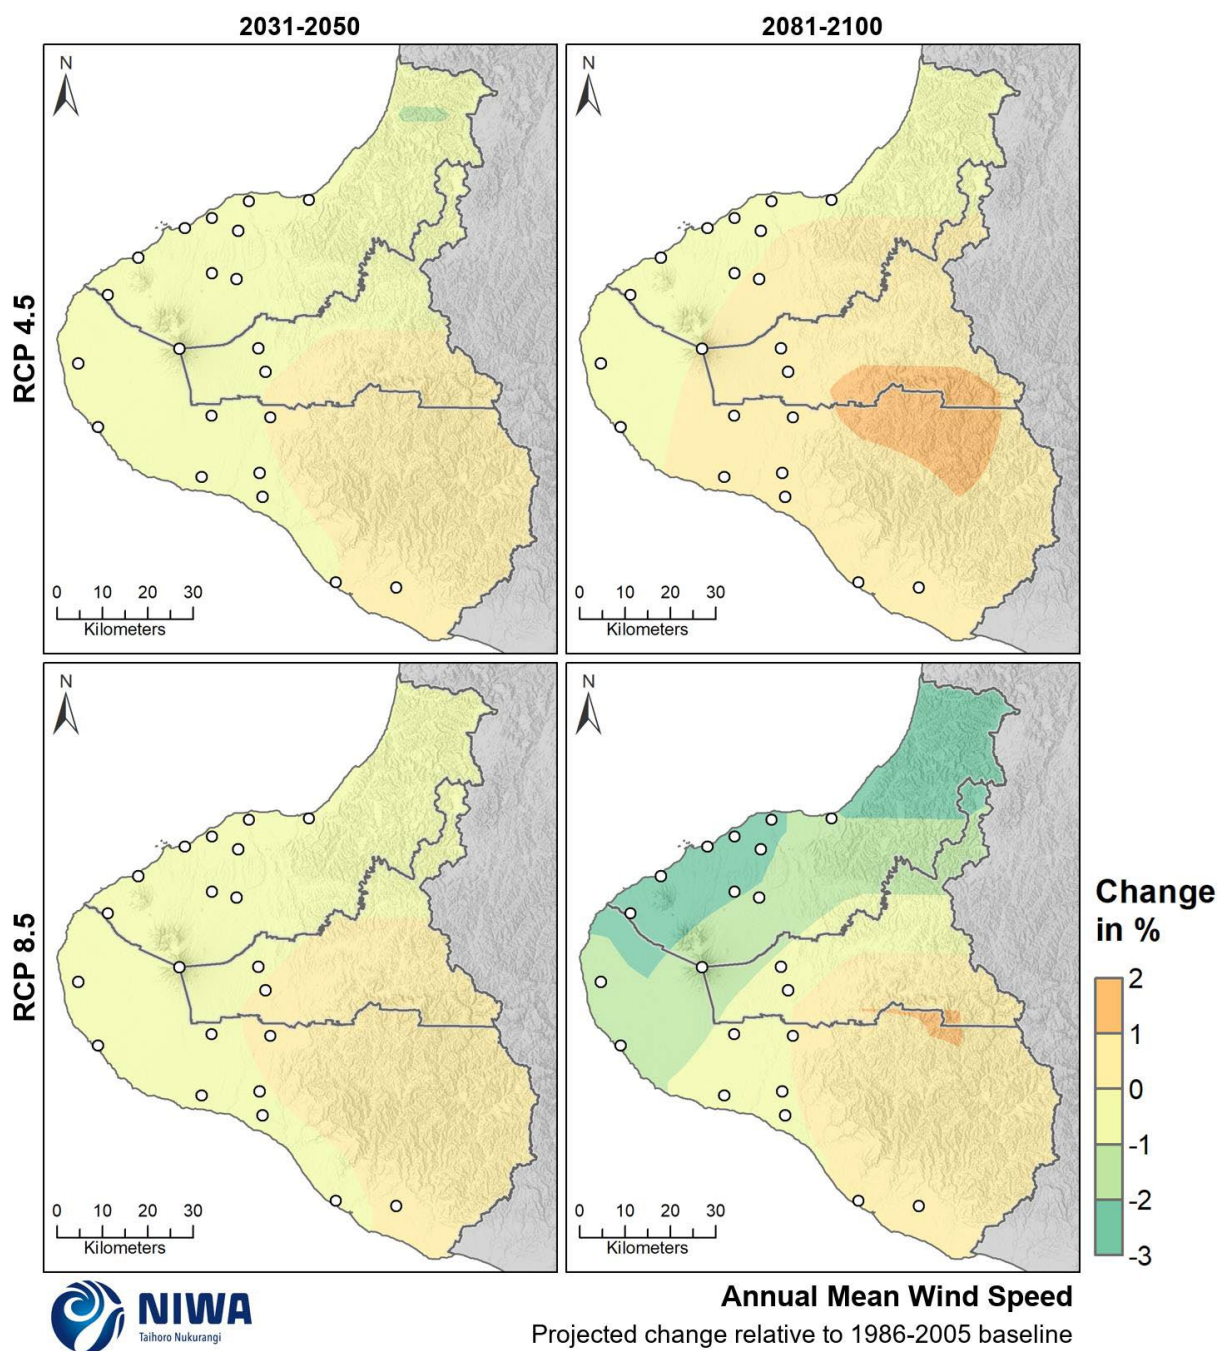 2031-2050
2081-2100
RCP 4.5
N
0 10 20 30
Kilometers
N
0 10 20 30
Kilometers
RCP 8.5
N
0 10 20 30
Kilometers
N
0 10 20 30
Kilometers
Change
in %
2
1
0
-1
-2
-3
NIWA
Taihoro Nukurangi
Annual Mean Wind Speed
Projected change relative to 1986-2005 baseline